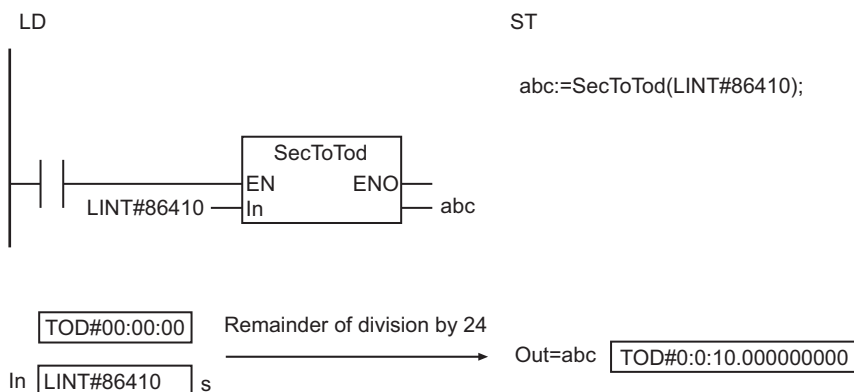 LD
ST
abc:=SecToTod(LINT#86410);
SecToTod
EN ENO
LINT#86410 In abc
TOD#00:00:00 Remainder of division by 24
Out=abc TOD#0:0:10.000000000
In LINT#86410 s